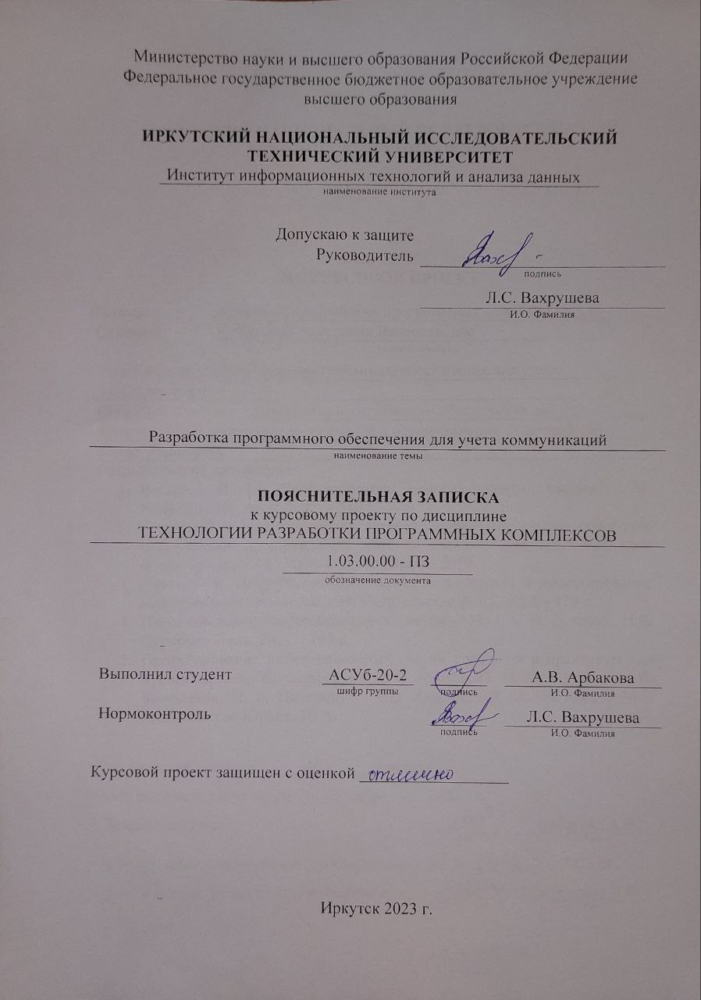 Министерство науки и высшего образования Российской Федерации
Федеральное государственное бюджетное образовательное учреждение
высшего образования
ИРКУТСКИЙ НАЦИОНАЛЬНЫЙ ИССЛЕДОВАТЕЛЬСКИЙ
ТЕХНИЧЕСКИЙ УНИВЕРСИТЕТ
Институт информационных технологий и анализа данных
наименование института
Допускаю к защите
Руководитель
подпись
Л.С. Вахрушева
И.О. Фамилия
Разработка программного обеспечения для учета коммуникаций
наименование темы
ПОЯСНИТЕЛЬНАЯ ЗАПИСКА
к курсовому проекту по дисциплине
ТЕХНОЛОГИИ РАЗРАБОТКИ ПРОГРАММНЫХ КОМПЛЕКСОВ
1.03.00.00 - ПЗ
обозначение документа
Выполнил студент АСУб-20-2 А.В. Арбакова
шифр группы подпись И.О. Фамилия
Нормоконтроль Л.С. Вахрушева
подпись И.О. Фамилия
Курсовой проект защищен с оценкой отлично
Иркутск 2023 г.